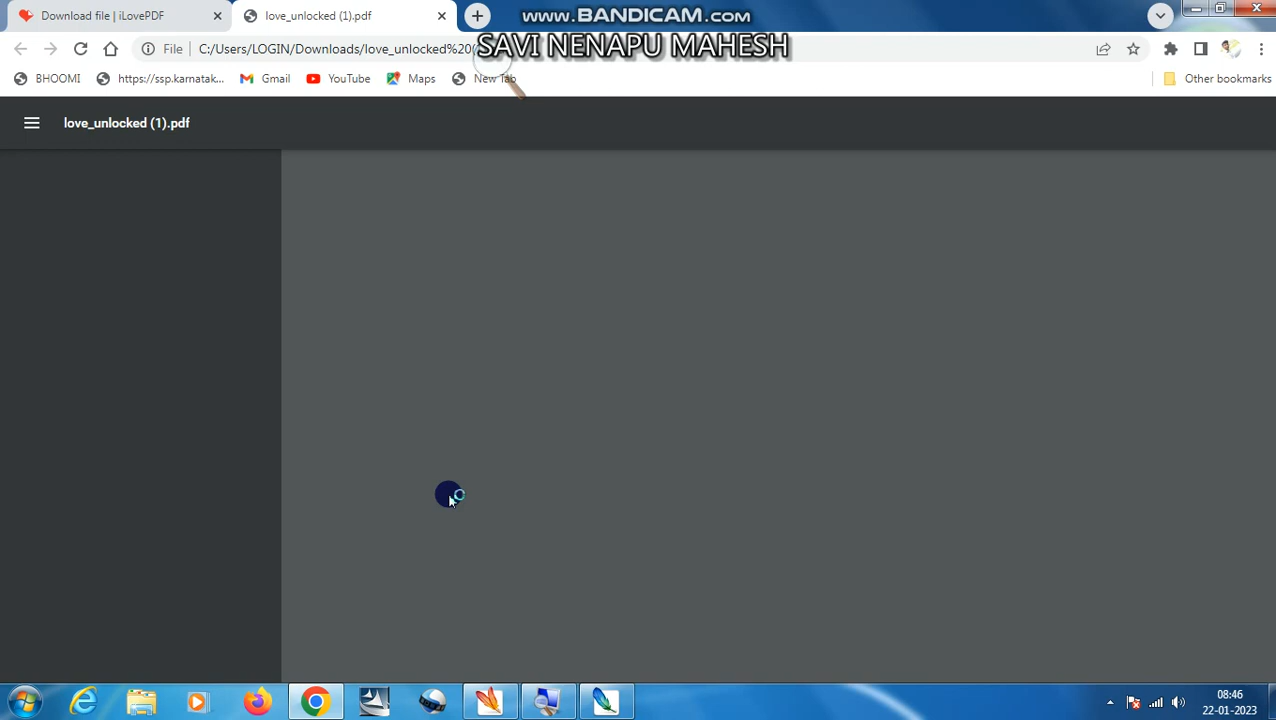 Download file | iLovePDF
love_unlocked (1).pdf
www.BANDICAM.com
SAVI NENAPU MAHESH
File
C:/Users/LOGIN/Downloads/love_unlocked%20(
BHOOMI
https://ssp.karnatak...
Gmail
YouTube
Maps
New Tab
Other bookmarks
love_unlocked (1).pdf
08:46
22-01-2023